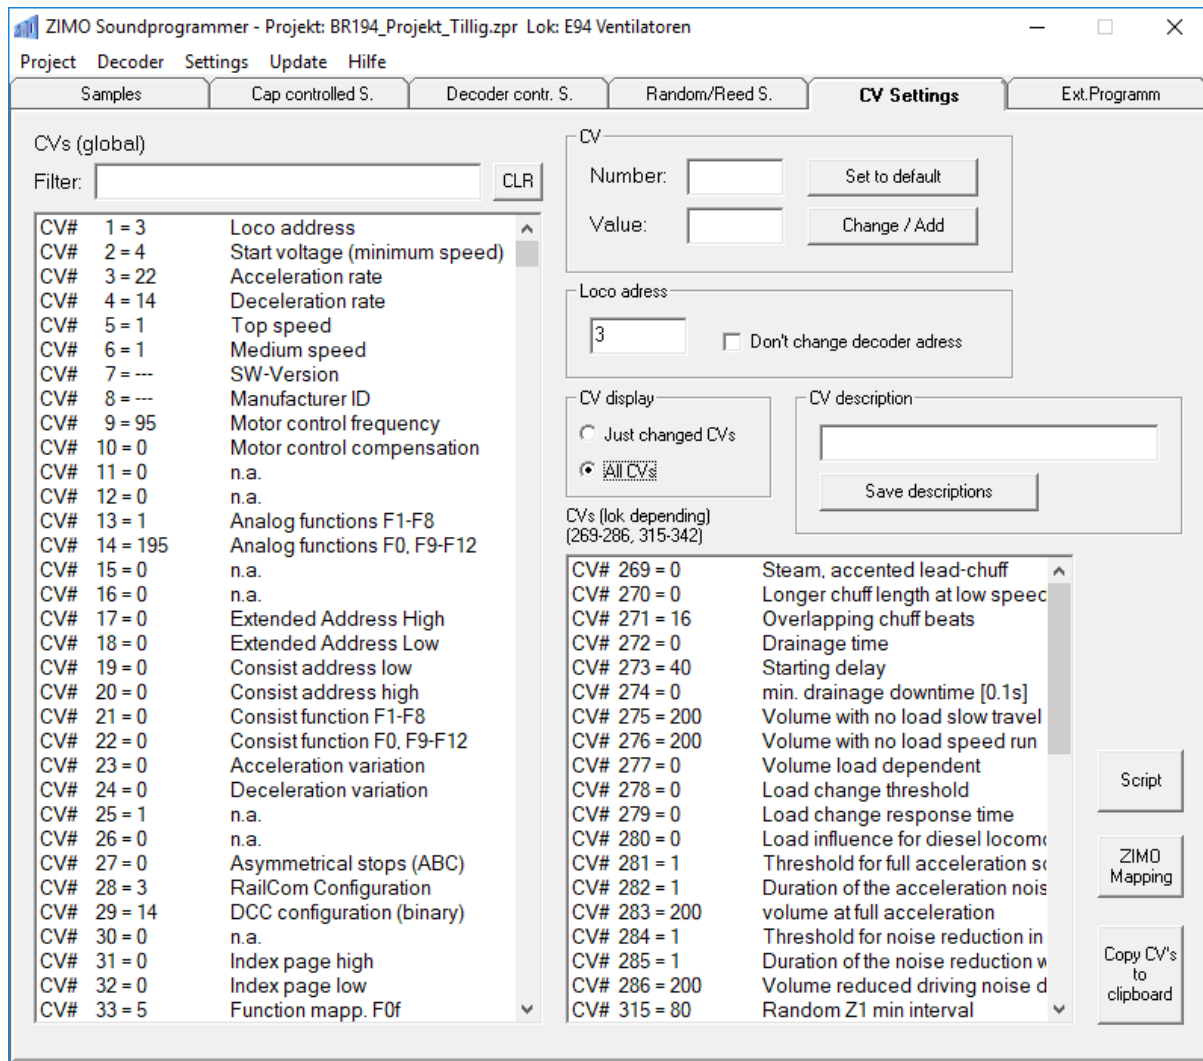 ZIMO Soundprogrammer - Projekt: BR194_Projekt_Tillig.zpr Lok: E94 Ventilatoren
Project Decoder Settings Update Hilfe
Samples Cap controlled S. Decoder contr. S. Random/Reed S. CV Settings Ext.Programm
CVs (global)
Filter: CLR
CV# 1 = 3 Loco address
CV# 2 = 4 Start voltage (minimum speed)
CV# 3 = 22 Acceleration rate
CV# 4 = 14 Deceleration rate
CV# 5 = 1 Top speed
CV# 6 = 1 Medium speed
CV# 7 = --- SW-Version
CV# 8 = --- Manufacturer ID
CV# 9 = 95 Motor control frequency
CV# 10 = 0 Motor control compensation
CV# 11 = 0 n.a.
CV# 12 = 0 n.a.
CV# 13 = 1 Analog functions F1-F8
CV# 14 = 195 Analog functions F0, F9-F12
CV# 15 = 0 n.a.
CV# 16 = 0 n.a.
CV# 17 = 0 Extended Address High
CV# 18 = 0 Extended Address Low
CV# 19 = 0 Consist address low
CV# 20 = 0 Consist address high
CV# 21 = 0 Consist function F1-F8
CV# 22 = 0 Consist function F0, F9-F12
CV# 23 = 0 Acceleration variation
CV# 24 = 0 Deceleration variation
CV# 25 = 1 n.a.
CV# 26 = 0 n.a.
CV# 27 = 0 Asymmetrical stops (ABC)
CV# 28 = 3 RailCom Configuration
CV# 29 = 14 DCC configuration (binary)
CV# 30 = 0 n.a.
CV# 31 = 0 Index page high
CV# 32 = 0 Index page low
CV# 33 = 5 Function mapp. F0f
CV
Number: Set to default
Value: Change / Add
Loco adress
3 Don't change decoder adress
CV display
Just changed CVs
All CVs
CV description
Save descriptions
CVs (lok depending)
(269-286, 315-342)
CV# 269 = 0 Steam, accented lead-chuff
CV# 270 = 0 Longer chuff length at low speed
CV# 271 = 16 Overlapping chuff beats
CV# 272 = 0 Drainage time
CV# 273 = 40 Starting delay
CV# 274 = 0 min. drainage downtime [0.1s]
CV# 275 = 200 Volume with no load slow travel
CV# 276 = 200 Volume with no load speed run
CV# 277 = 0 Volume load dependent
CV# 278 = 0 Load change threshold
CV# 279 = 0 Load change response time
CV# 280 = 0 Load influence for diesel locomo
CV# 281 = 1 Threshold for full acceleration so
CV# 282 = 1 Duration of the acceleration nois
CV# 283 = 200 volume at full acceleration
CV# 284 = 1 Threshold for noise reduction in
CV# 285 = 1 Duration of the noise reduction w
CV# 286 = 200 Volume reduced driving noise d
CV# 315 = 80 Random Z1 min interval
Script
ZIMO
Mapping
Copy CV's
to
clipboard